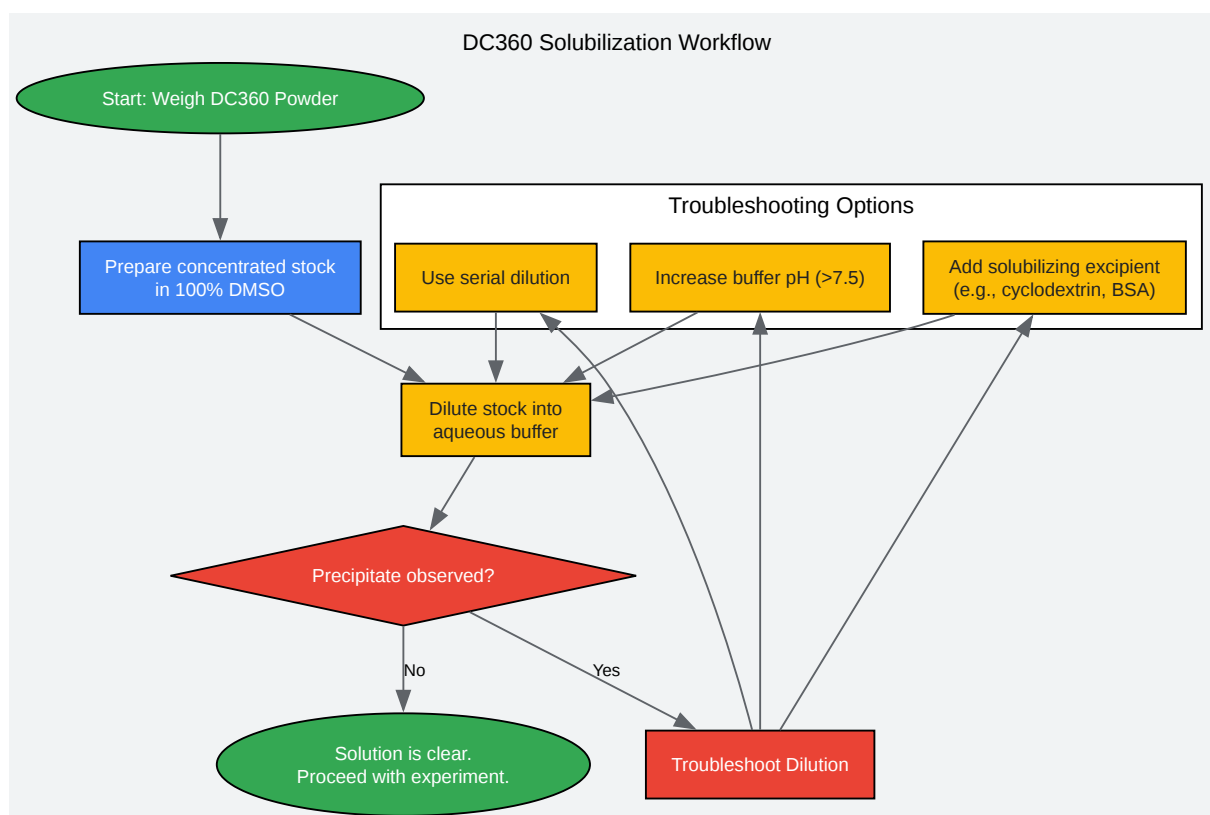 DC360 Solubilization Workflow
Start: Weigh DC360 Powder
Troubleshooting Options
Prepare concentrated stock
in 100% DMSO
Use serial dilution
Increase buffer pH (>7.5)
Add solubilizing excipient
(e.g., cyclodextrin, BSA)
Dilute stock into
aqueous buffer
Precipitate observed?
No
Yes
Solution is clear.
Proceed with experiment.
Troubleshoot Dilution